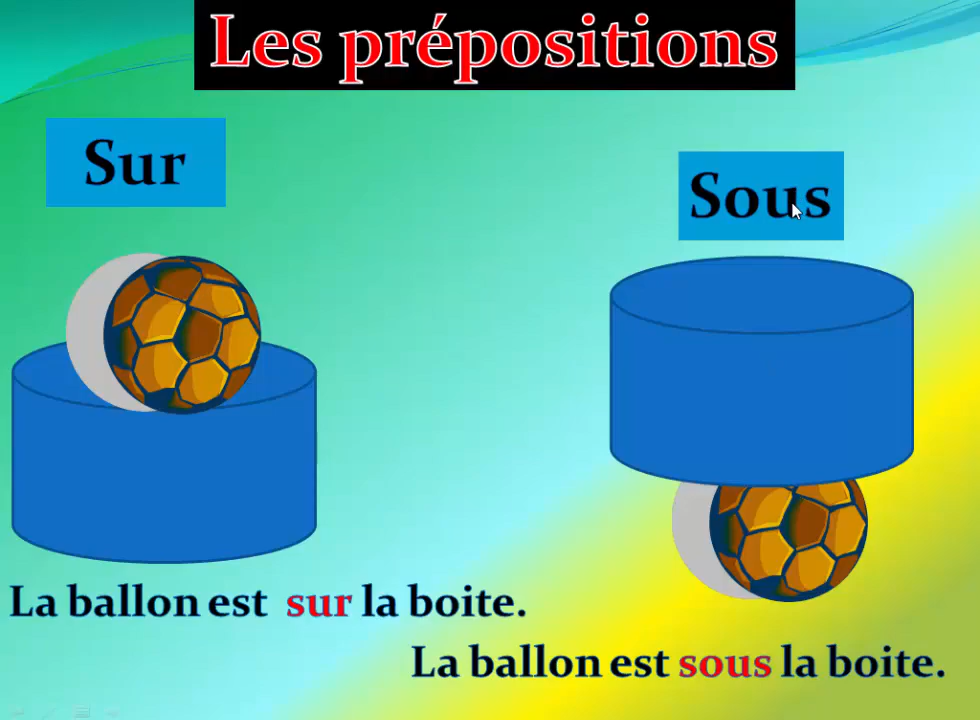 Les prépositions
Sur
Sous
La ballon est sur la boite.
La ballon est sous la boite.